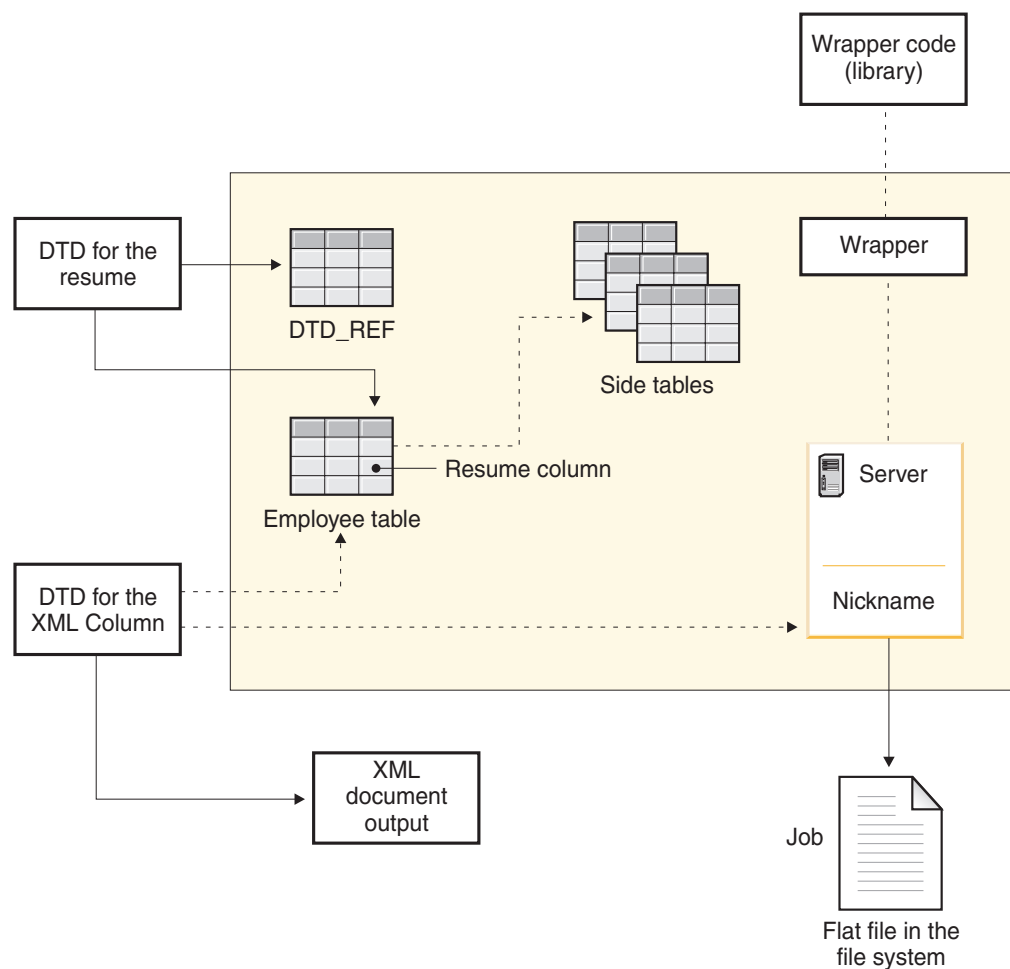 Wrapper code
(library)
DTD for the
resume
Wrapper
DTD_REF
Side tables
Resume column
Employee table
Server
Nickname
DTD for the
XML Column
XML
document
output
Job
Flat file in the
file system